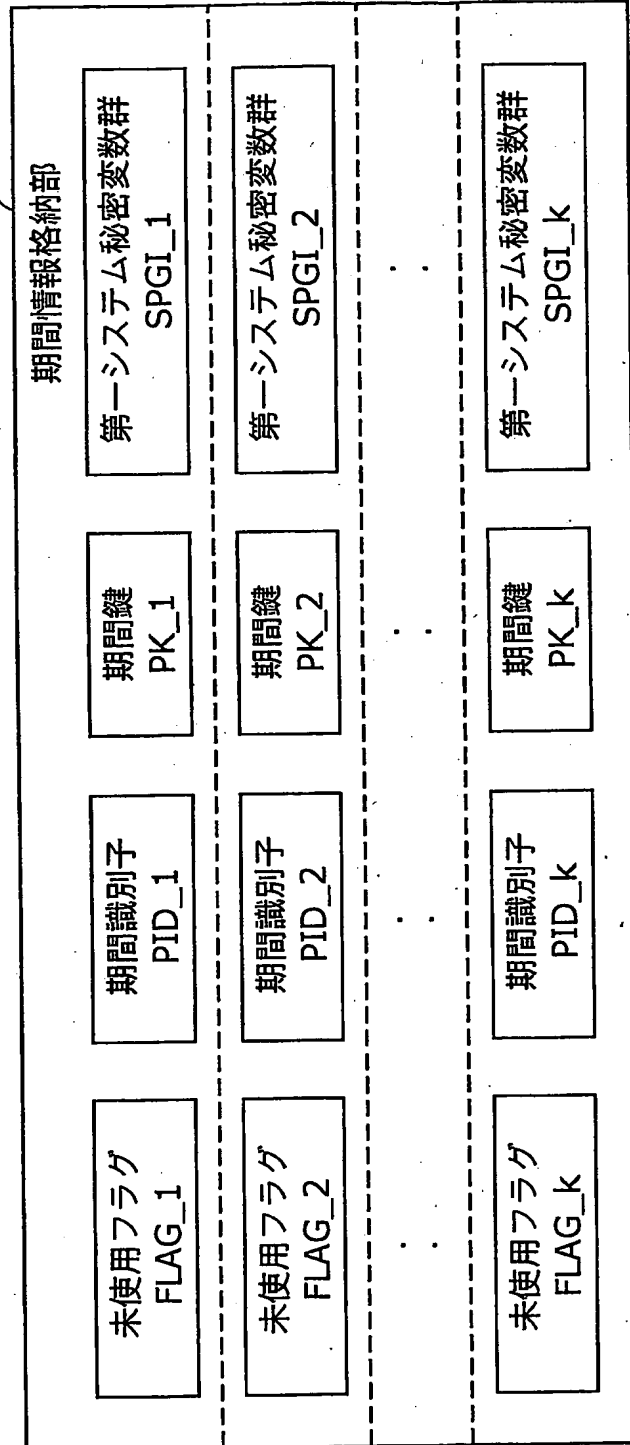 期間情報格納部
未使用フラグ
FLAG_1
期間識別子
PID_1
期間鍵
PK_1
第一システム秘密変数群
SPGI_1
未使用フラグ
FLAG_2
期間識別子
PID_2
期間鍵
PK_2
第一システム秘密変数群
SPGI_2
未使用フラグ
FLAG_k
期間識別子
PID_k
期間鍵
PK_k
第一システム秘密変数群
SPGI_k